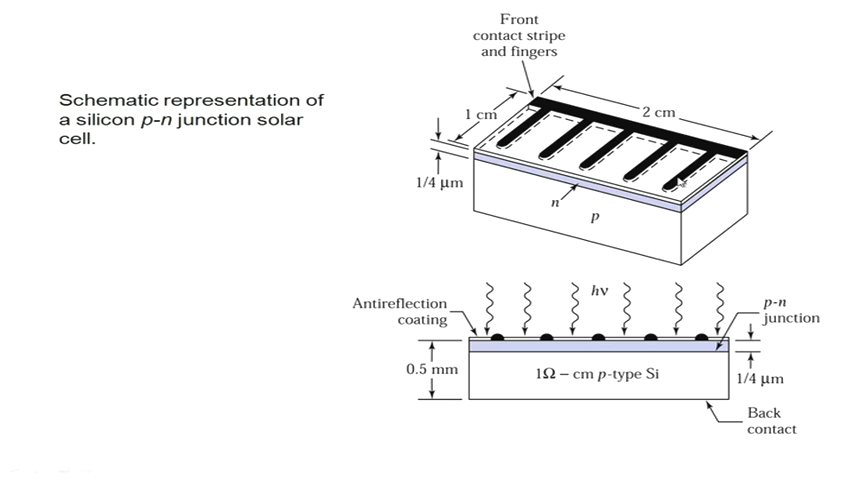 Schematic representation of
a silicon p-n junction solar
cell.
Front
contact stripe
and fingers
1 cm
2 cm
1/4 μm
n
p
hν
Antireflection
coating
p-n
junction
0.5 mm
1Ω – cm p-type Si
1/4 μm
Back
contact